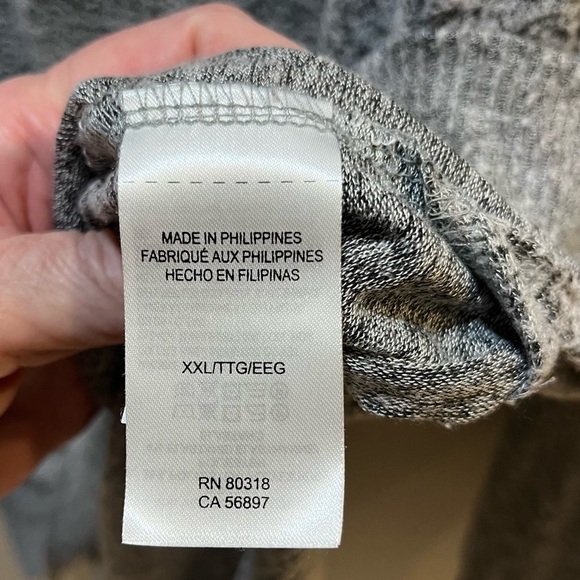 MADE IN PHILIPPINES
FABRIQUÉ AUX PHILIPPINES
HECHO EN FILIPINAS
XXL/TTG/EEG
RN 80318
CA 56897